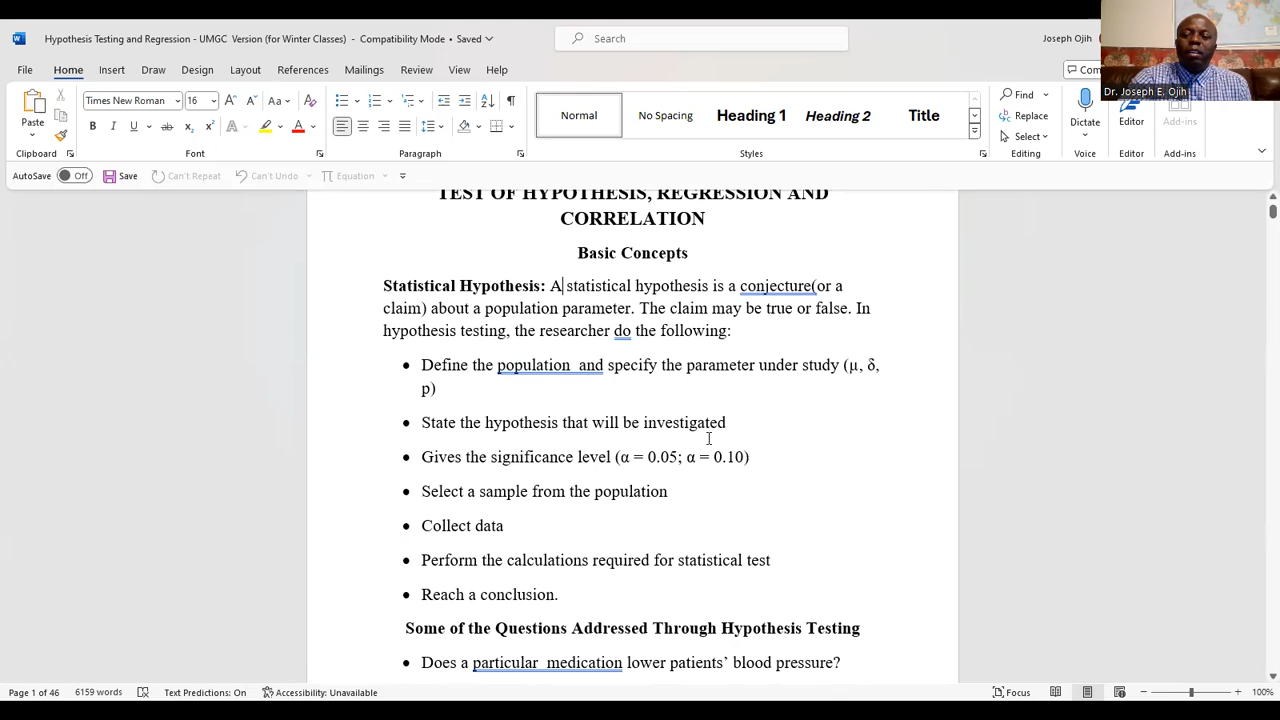 Hypothesis Testing and Regression - UMGC Version (for Winter Classes) - Compatibility Mode • Saved
Search
Joseph Ojih
File Home Insert Draw Design Layout References Mailings Review View Help
Times New Roman 16 Aa
B I U ab x₂ x² A A
Paste
Normal
No Spacing
Heading 1
Heading 2
Title
Find
Replace
Select
Dictate
Editor
Add-ins
Dr. Joseph E. Ojih
Clipboard Font Paragraph Styles Editing Voice Editor Add-ins
AutoSave Off Save Can't Repeat Can't Undo Equation
TEST OF HYPOTHESIS, REGRESSION AND
CORRELATION
Basic Concepts
Statistical Hypothesis: A statistical hypothesis is a conjecture(or a
claim) about a population parameter. The claim may be true or false. In
hypothesis testing, the researcher do the following:
• Define the population and specify the parameter under study (µ, δ,
p)
• State the hypothesis that will be investigated
• Gives the significance level (α = 0.05; α = 0.10)
• Select a sample from the population
• Collect data
• Perform the calculations required for statistical test
• Reach a conclusion.
Some of the Questions Addressed Through Hypothesis Testing
• Does a particular medication lower patients’ blood pressure?
Page 1 of 46 6159 words Text Predictions: On Accessibility: Unavailable Focus 100%